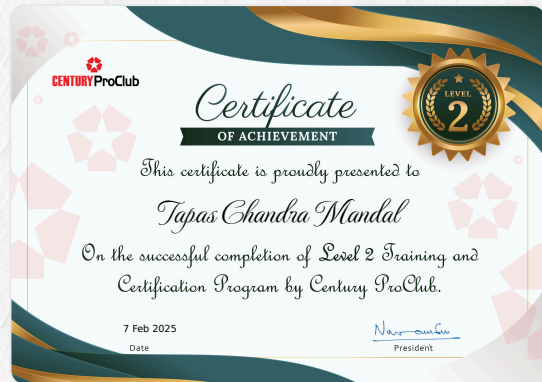 CENTURY ProClub
Certificate
OF ACHIEVEMENT
LEVEL
2
This certificate is proudly presented to
Tapas Chandra Mandal
On the successful completion of Level 2 Training and
Certification Program by Century ProClub.
7 Feb 2025
Date
President